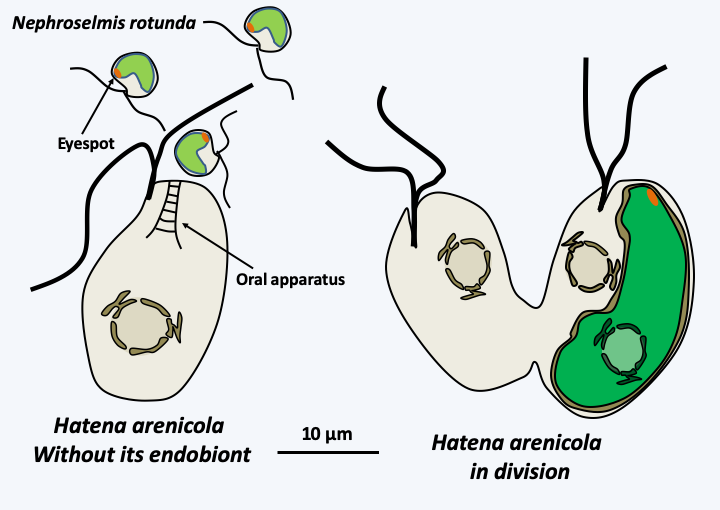 Nephroselmis rotunda
Eyespot
Oral apparatus
Hatena arenicola
Without its endobiont
10 µm
Hatena arenicola
in division